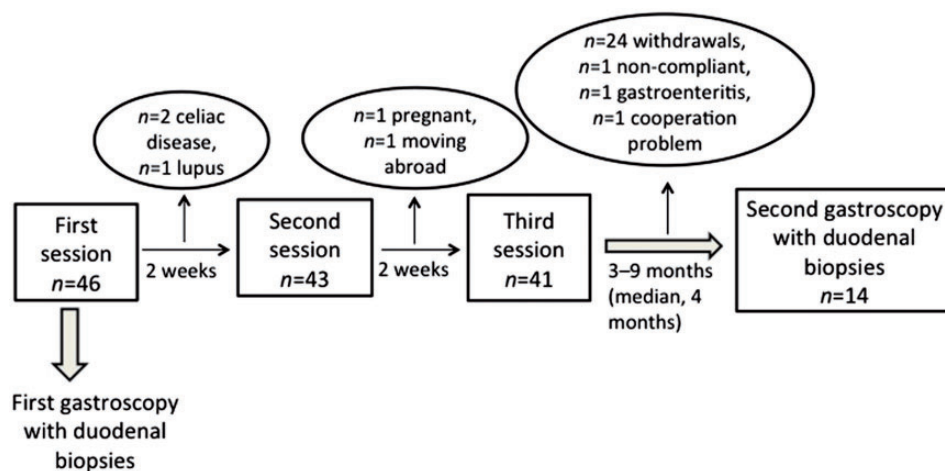 n=24 withdrawals,
n=1 non-compliant,
n=1 gastroenteritis,
n=1 cooperation
problem
n=2 celiac
disease,
n=1 lupus
n=1 pregnant,
n=1 moving
abroad
First
session
n=46
2 weeks
Second
session
n=43
2 weeks
Third
session
n=41
3–9 months
(median, 4
months)
Second gastroscopy
with duodenal
biopsies
n=14
First gastroscopy
with duodenal
biopsies